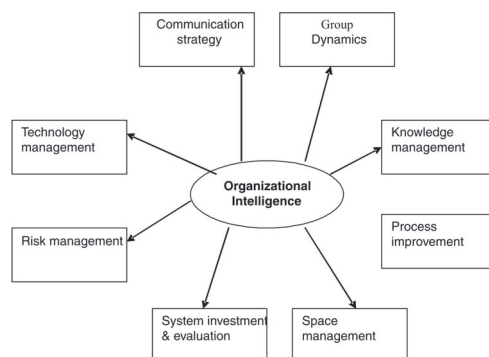 Communication
strategy
Group
Dynamics
Technology
management
Knowledge
management
Organizational
Intelligence
Risk management
Process
improvement
System investment
& evaluation
Space
management